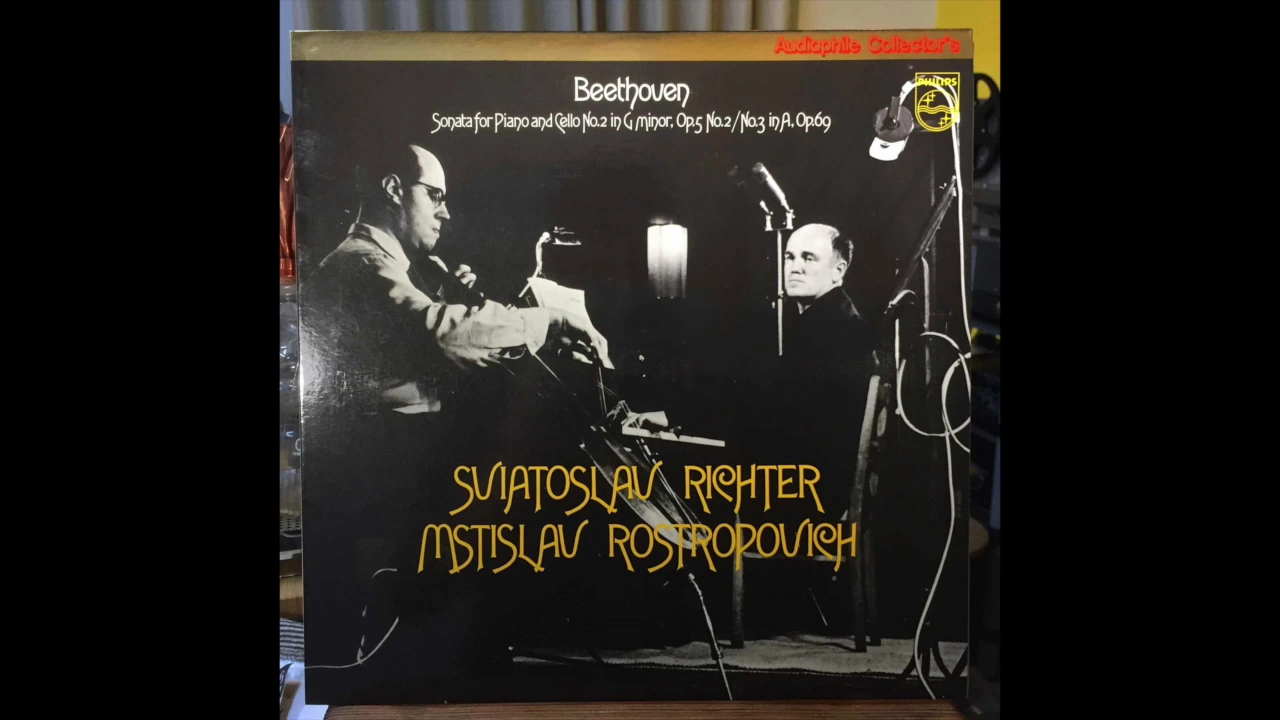 Audiophile Collector's
PHILIPS
Beethoven
Sonata for Piano and Cello No.2 in G minor, Op.5 No.2/No.3 in A, Op.69
SVIATOSLAV RICHTER
MSTISLAV ROSTROPOVICH